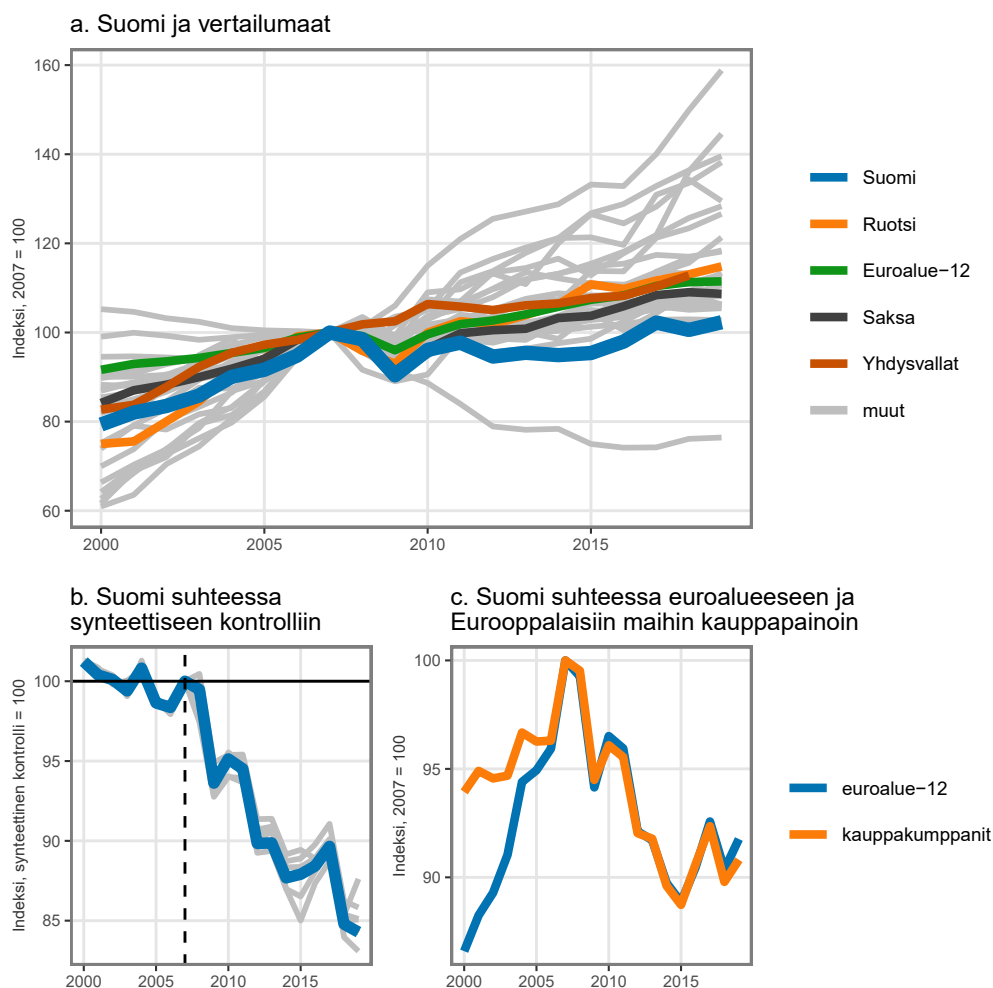 a. Suomi ja vertailumaat
Indeksi, 2007 = 100
160
140
120
100
80
60
2000
2005
2010
2015
Suomi
Ruotsi
Euroalue−12
Saksa
Yhdysvallat
muut
b. Suomi suhteessa
synteettiseen kontrolliin
Indeksi, synteettinen kontrolli = 100
100
95
90
85
2000
2005
2010
2015
c. Suomi suhteessa euroalueeseen ja
Eurooppalaisiin maihin kauppapainoin
Indeksi, 2007 = 100
100
95
90
2000
2005
2010
2015
euroalue−12
kauppakumppanit